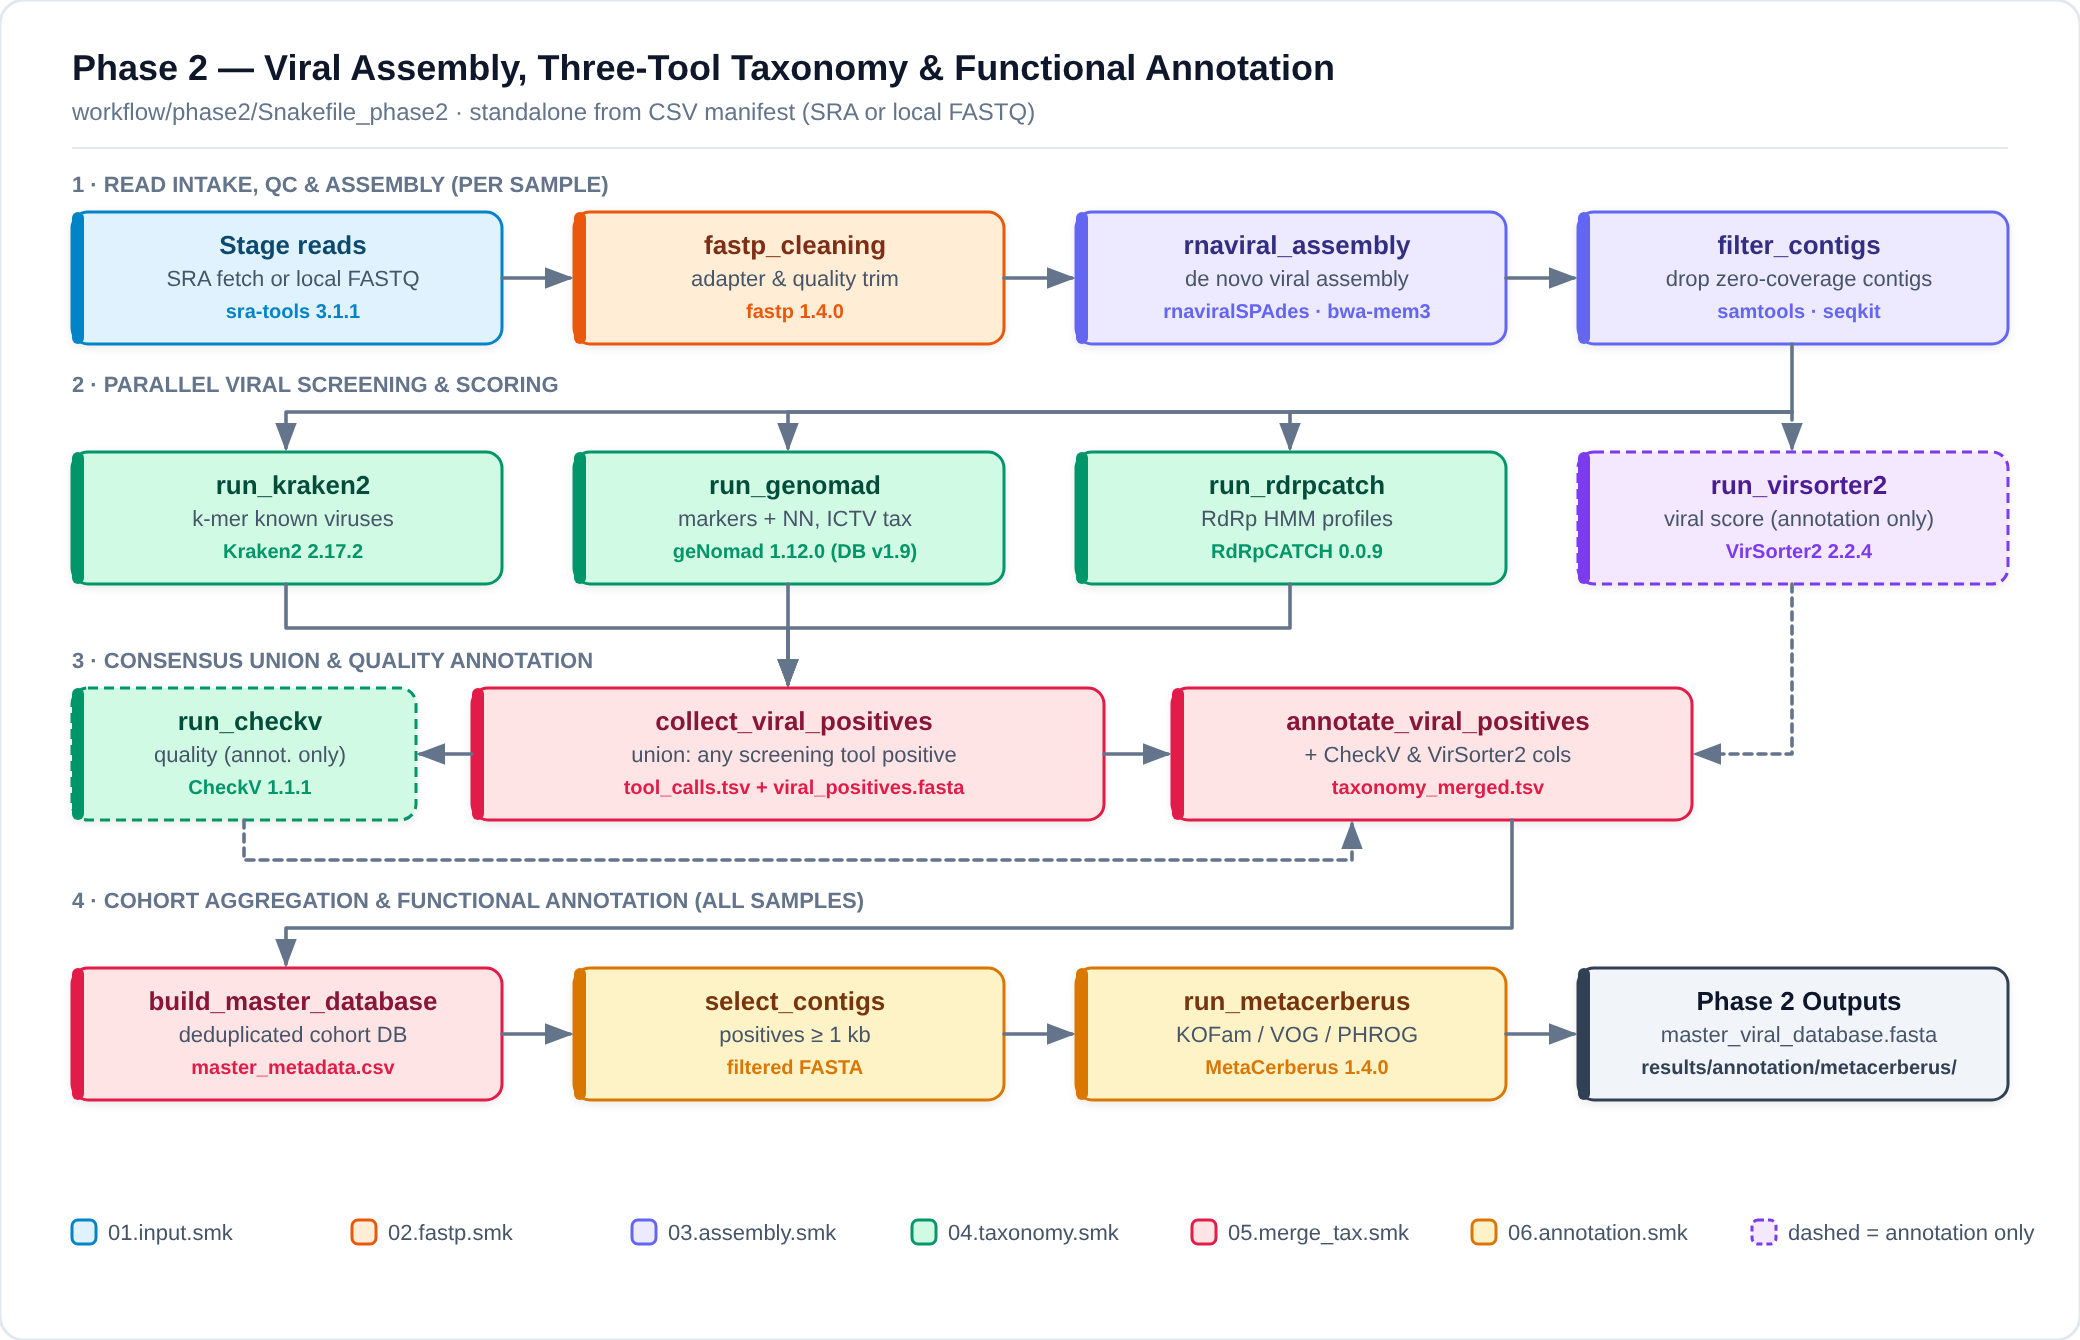 Phase 2 — Viral Assembly, Three-Tool Taxonomy & Functional Annotation
workflow/phase2/Snakefile_phase2 · standalone from CSV manifest (SRA or local FASTQ)
1 · READ INTAKE, QC & ASSEMBLY (PER SAMPLE)
Stage reads
SRA fetch or local FASTQ
sra-tools 3.1.1
fastp_cleaning
adapter & quality trim
fastp 1.4.0
rnaviral_assembly
de novo viral assembly
rnaviralSPAdes · bwa-mem3
filter_contigs
drop zero-coverage contigs
samtools · seqkit
2 · PARALLEL VIRAL SCREENING & SCORING
run_kraken2
k-mer known viruses
Kraken2 2.17.2
run_genomad
markers + NN, ICTV tax
geNomad 1.12.0 (DB v1.9)
run_rdrpcatch
RdRp HMM profiles
RdRpCATCH 0.0.9
run_virsorter2
viral score (annotation only)
VirSorter2 2.2.4
3 · CONSENSUS UNION & QUALITY ANNOTATION
run_checkv
quality (annot. only)
CheckV 1.1.1
collect_viral_positives
union: any screening tool positive
tool_calls.tsv + viral_positives.fasta
annotate_viral_positives
+ CheckV & VirSorter2 cols
taxonomy_merged.tsv
4 · COHORT AGGREGATION & FUNCTIONAL ANNOTATION (ALL SAMPLES)
build_master_database
deduplicated cohort DB
master_metadata.csv
select_contigs
positives ≥ 1 kb
filtered FASTA
run_metacerberus
KOFam / VOG / PHROG
MetaCerberus 1.4.0
Phase 2 Outputs
master_viral_database.fasta
results/annotation/metacerberus/
01.input.smk
02.fastp.smk
03.assembly.smk
04.taxonomy.smk
05.merge_tax.smk
06.annotation.smk
dashed = annotation only